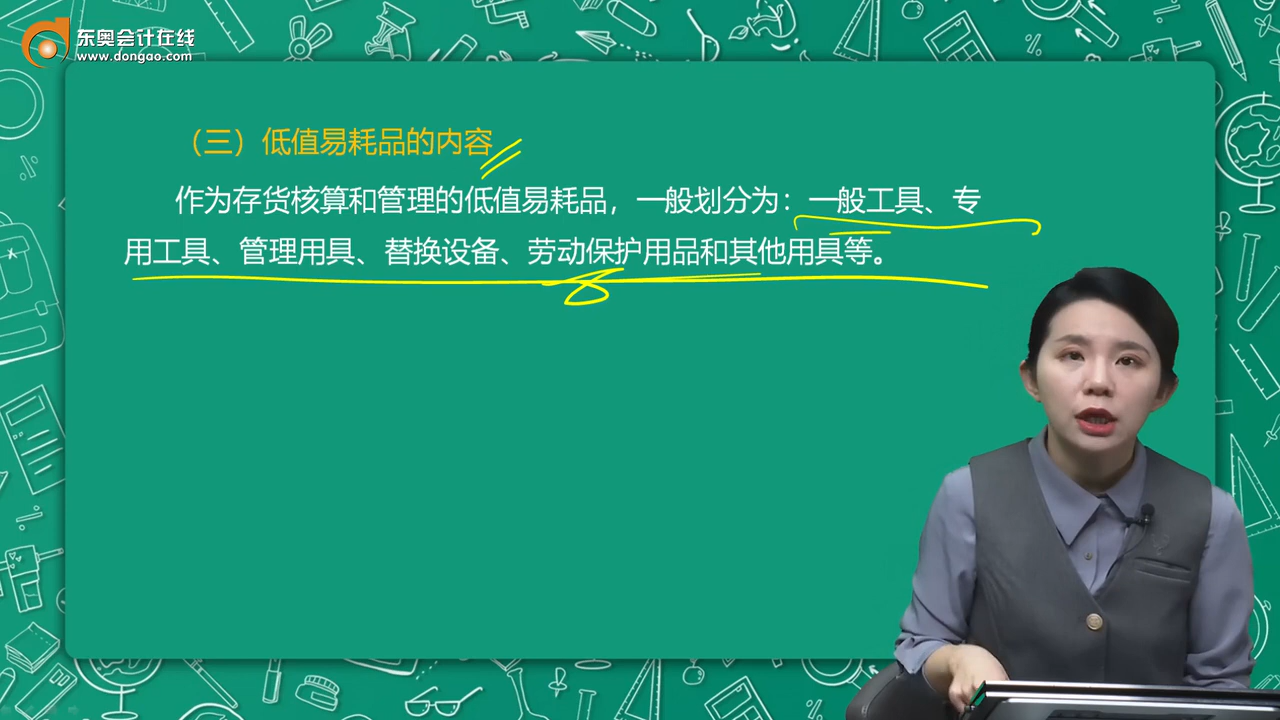 东奥会计在线
www.dongao.com
（三）低值易耗品的内容
作为存货核算和管理的低值易耗品，一般划分为：一般工具、专
用工具、管理用具、替换设备、劳动保护用品和其他用具等。